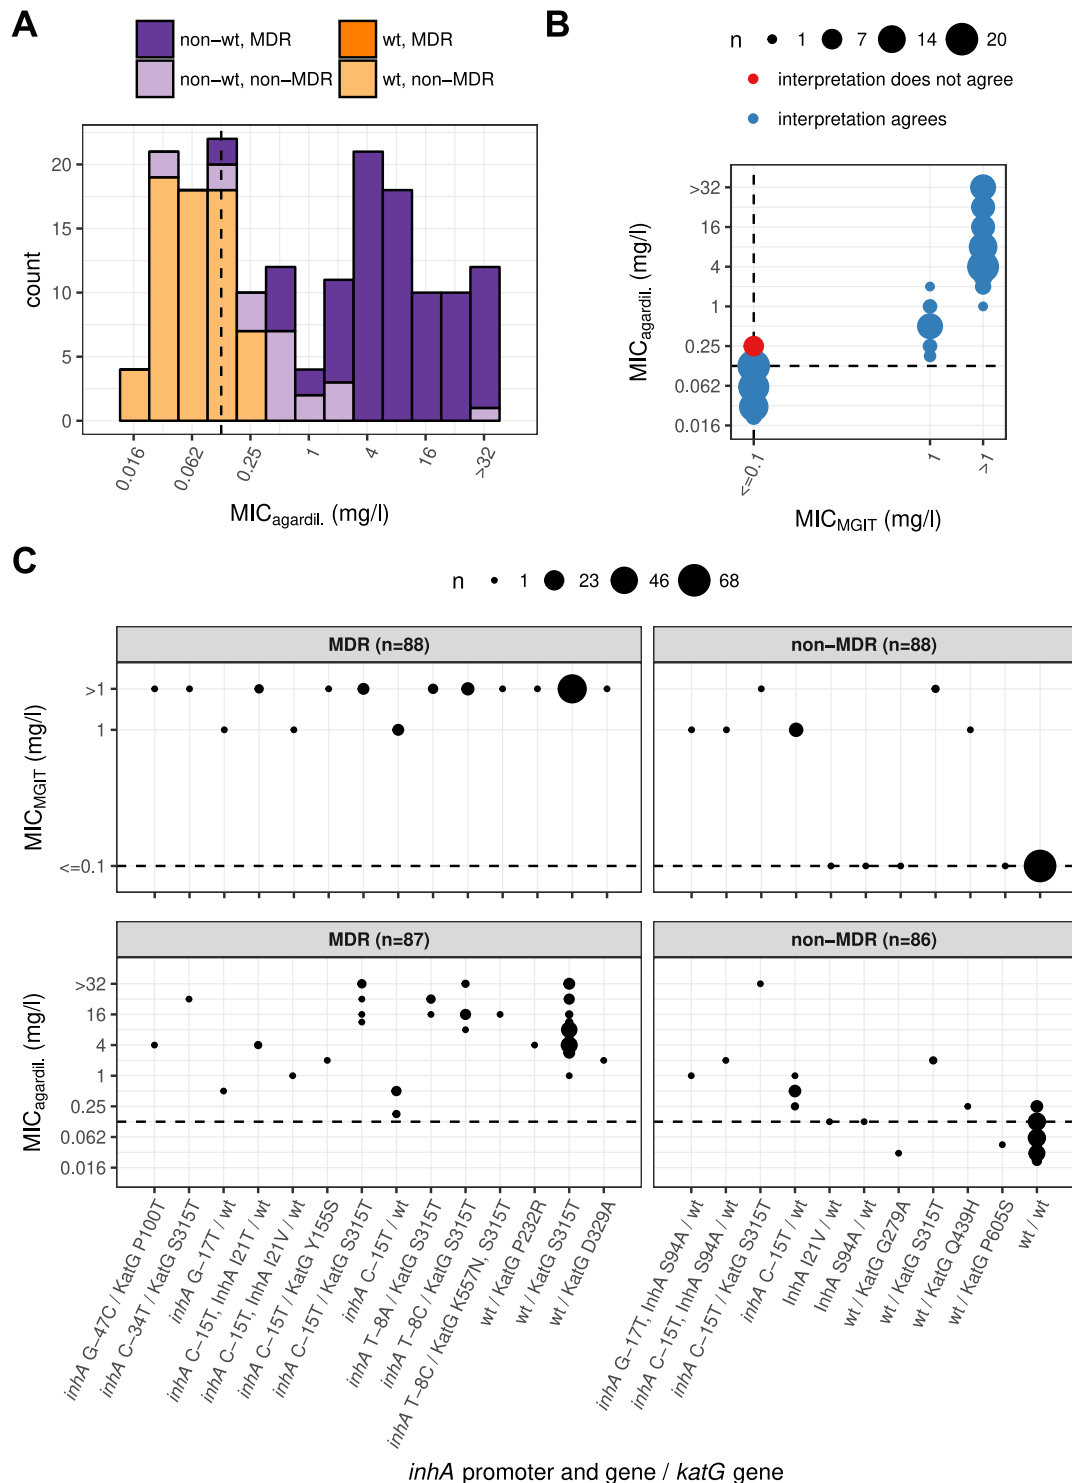 A
non-wt, MDR
wt, MDR
non-wt, non-MDR
wt, non-MDR
count
20
15
10
5
0
0.016
0.062
0.25
1
4
16
>32
MICagardil. (mg/l)
B
n 1 7 14 20
interpretation does not agree
interpretation agrees
MICagardil. (mg/l)
>32
16
4
1
0.25
0.062
0.016
<=0.1
1
>1
MICMGIT (mg/l)
C
n 1 23 46 68
MDR (n=88)
non-MDR (n=88)
MICMGIT (mg/l)
>1
1
<=0.1
MDR (n=87)
non-MDR (n=86)
MICagardil. (mg/l)
>32
16
4
1
0.25
0.062
0.016
inhA G-47C / KatG P100T
inhA C-34T / KatG S315T
inhA G-17T / wt
inhA C-15T, InhA I21T / wt
inhA C-15T, InhA I21V / wt
inhA C-15T / KatG Y155S
inhA C-15T / KatG S315T
inhA C-15T / wt
inhA T-8A / KatG S315T
inhA T-8C / KatG S315T
inhA T-8C / KatG K557N, S315T
wt / KatG P232R
wt / KatG S315T
wt / KatG D329A
inhA G-17T, InhA S94A / wt
inhA C-15T, InhA S94A / wt
inhA C-15T / KatG S315T
inhA C-15T / wt
InhA I21V / wt
InhA S94A / wt
wt / KatG G279A
wt / KatG S315T
wt / KatG Q439H
wt / KatG P605S
wt / wt
inhA promoter and gene / katG gene